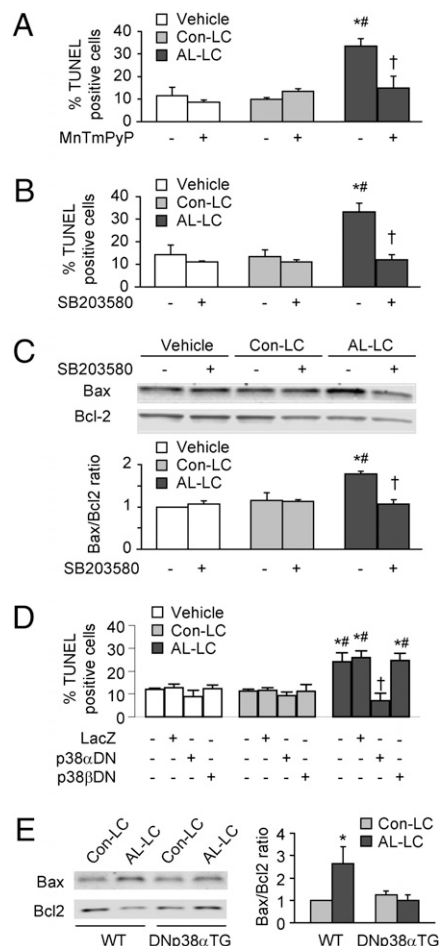 A
% TUNEL
positive cells
40
30
20
10
0
Vehicle
Con-LC
AL-LC
*#
†
MnTmPyP - + - + - +
B
% TUNEL
positive cells
40
30
20
10
0
Vehicle
Con-LC
AL-LC
*#
†
SB203580 - + - + - +
C
Vehicle Con-LC AL-LC
SB203580 - + - + - +
Bax
Bcl-2
Bax/Bcl2 ratio
2
1
0
Vehicle
Con-LC
AL-LC
*#
†
SB203580 - + - + - +
D
% TUNEL
positive cells
40
30
20
10
0
Vehicle
Con-LC
AL-LC
*# *# † *#
LacZ - + - - - + - - - + - -
p38αDN - - + - - - + - - - + -
p38βDN - - - + - - - + - - - +
E
Con-LC AL-LC Con-LC AL-LC
Bax
Bcl2
WT DNp38αTG
Bax/Bcl2 ratio
4
3
2
1
0
Con-LC
AL-LC
*
WT DNp38αTG